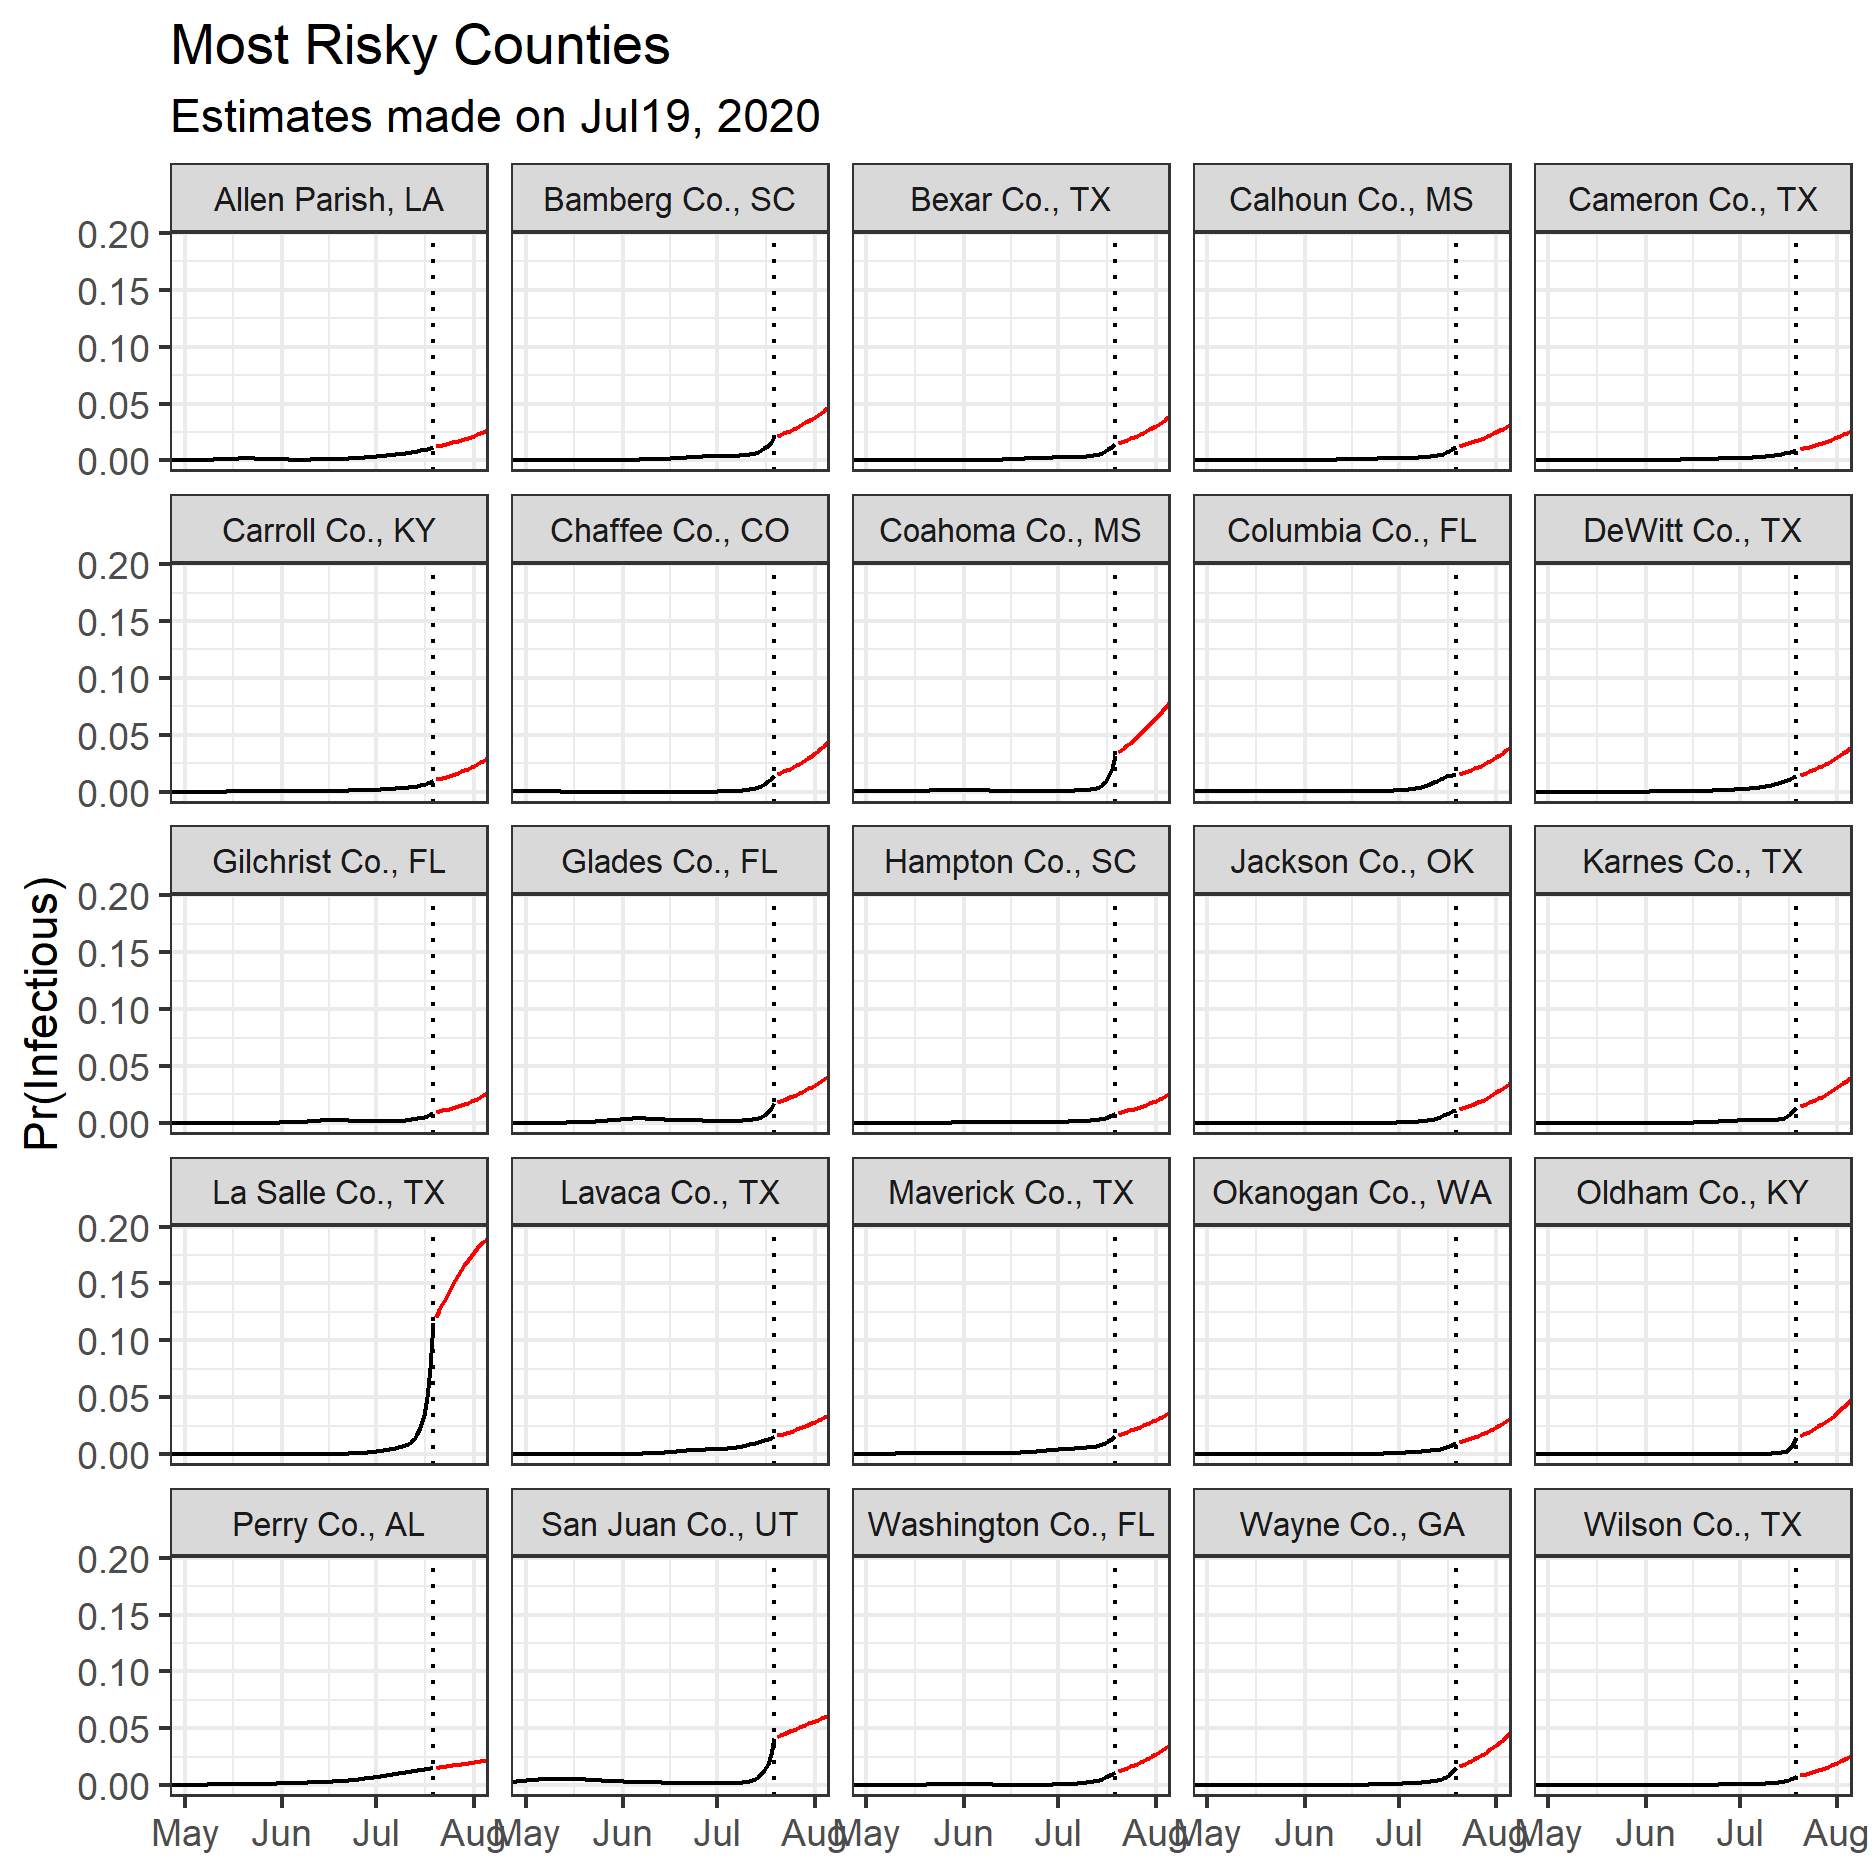 Most Risky Counties
Estimates made on Jul19, 2020
Allen Parish, LA
Bamberg Co., SC
Bexar Co., TX
Calhoun Co., MS
Cameron Co., TX
0.20
0.15
0.10
0.05
0.00
Carroll Co., KY
Chaffee Co., CO
Coahoma Co., MS
Columbia Co., FL
DeWitt Co., TX
0.20
0.15
0.10
0.05
0.00
Gilchrist Co., FL
Glades Co., FL
Hampton Co., SC
Jackson Co., OK
Karnes Co., TX
Pr(Infectious)
0.20
0.15
0.10
0.05
0.00
La Salle Co., TX
Lavaca Co., TX
Maverick Co., TX
Okanogan Co., WA
Oldham Co., KY
0.20
0.15
0.10
0.05
0.00
Perry Co., AL
San Juan Co., UT
Washington Co., FL
Wayne Co., GA
Wilson Co., TX
0.20
0.15
0.10
0.05
0.00
May Jun Jul Aug
May Jun Jul Aug
May Jun Jul Aug
May Jun Jul Aug
May Jun Jul Aug